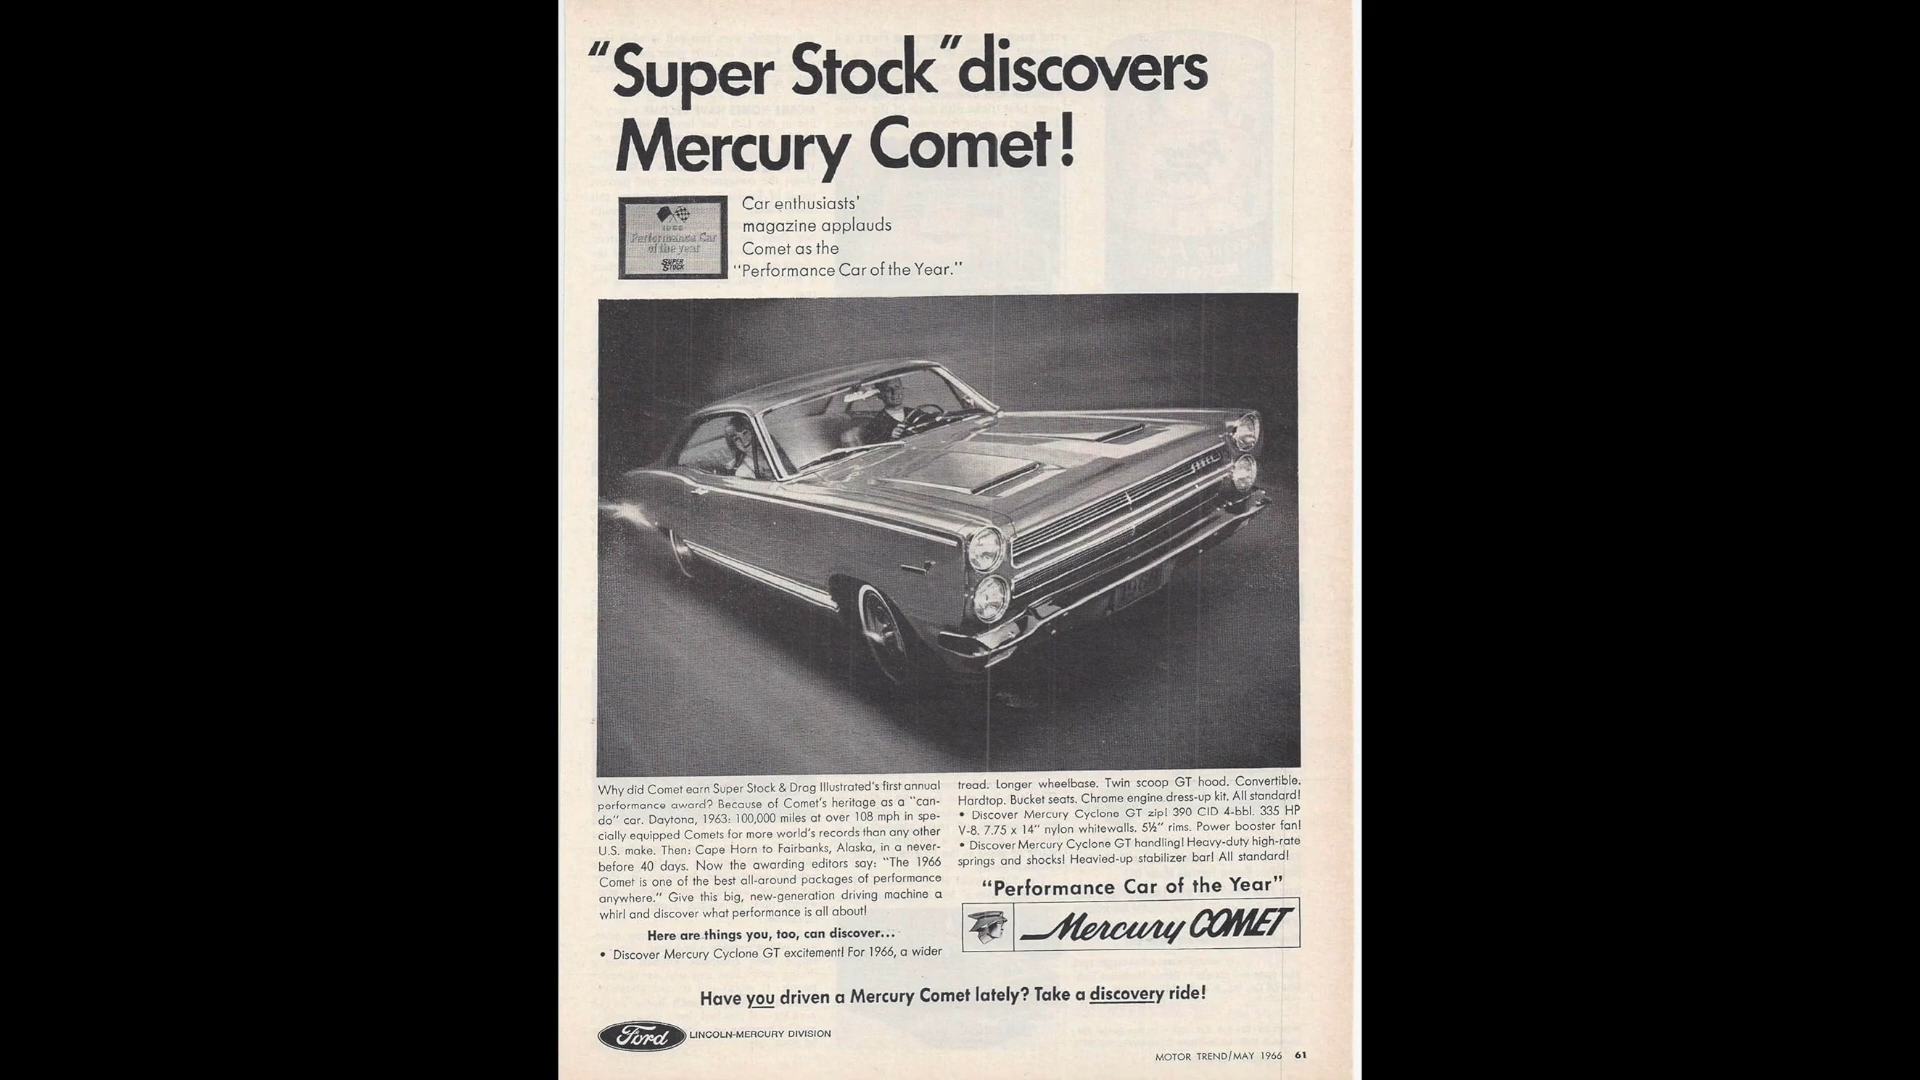 "Super Stock" discovers
Mercury Comet!
1966
Performance Car
of the year
SUPER
STOCK
Car enthusiasts'
magazine applauds
Comet as the
"Performance Car of the Year."
Why did Comet earn Super Stock & Drag Illustrated's first annual
performance award? Because of Comet's heritage as a "can-
do" car. Daytona, 1963: 100,000 miles at over 108 mph in spe-
cially equipped Comets for more world's records than any other
U.S. make. Then: Cape Horn to Fairbanks, Alaska, in a never-
before 40 days. Now the awarding editors say: "The 1966
Comet is one of the best all-around packages of performance
anywhere." Give this big, new-generation driving machine a
whirl and discover what performance is all about!
Here are things you, too, can discover...
• Discover Mercury Cyclone GT excitement! For 1966, a wider
tread. Longer wheelbase. Twin scoop GT hood. Convertible.
Hardtop. Bucket seats. Chrome engine dress-up kit. All standard!
• Discover Mercury Cyclone GT zip! 390 CID 4-bbl. 335 HP
V-8. 7.75 x 14" nylon whitewalls. 5½" rims. Power booster fan!
• Discover Mercury Cyclone GT handling! Heavy-duty high-rate
springs and shocks! Heavied-up stabilizer bar! All standard!
"Performance Car of the Year"
Mercury COMET
Have you driven a Mercury Comet lately? Take a discovery ride!
Ford LINCOLN-MERCURY DIVISION
MOTOR TREND/MAY 1966 61